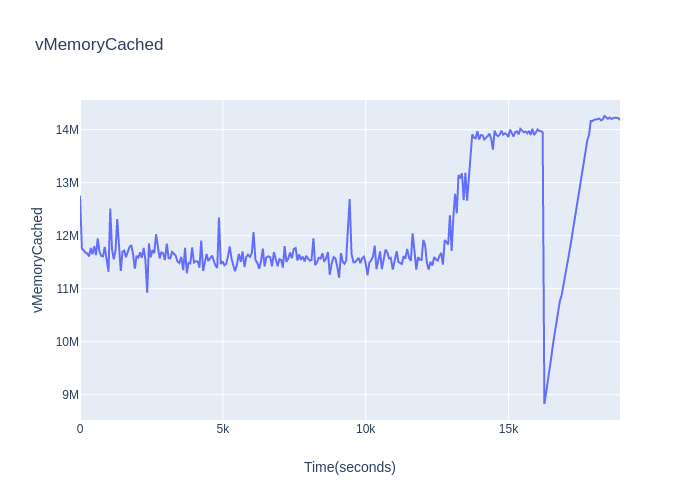 vMemoryCached
14M
13M
12M
11M
10M
9M
vMemoryCached
0
5k
10k
15k
Time(seconds)